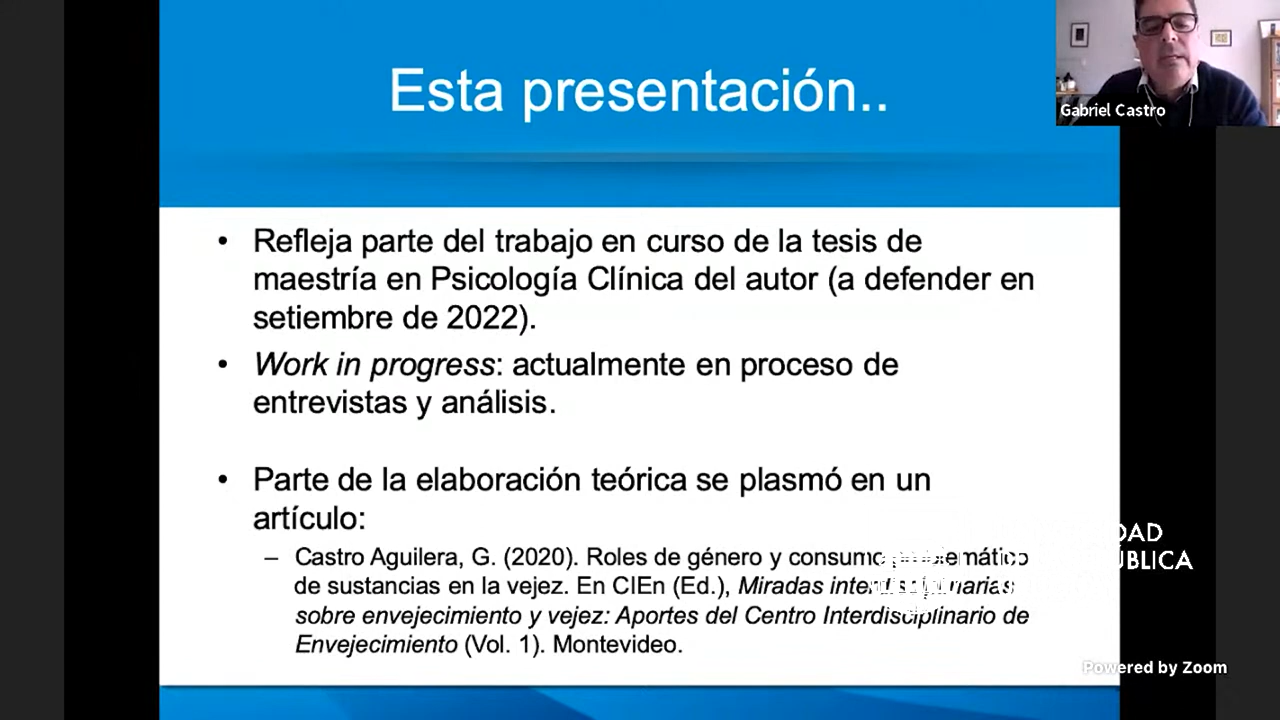 Esta presentación..
Gabriel Castro
• Refleja parte del trabajo en curso de la tesis de
maestría en Psicología Clínica del autor (a defender en
setiembre de 2022).
• Work in progress: actualmente en proceso de
entrevistas y análisis.
• Parte de la elaboración teórica se plasmó en un
artículo:
– Castro Aguilera, G. (2020). Roles de género y consumo
de sustancias en la vejez. En CIEn (Ed.), Miradas interdisciplinarias
sobre envejecimiento y vejez: Aportes del Centro Interdisciplinario de
Envejecimiento (Vol. 1). Montevideo.
Powered by Zoom